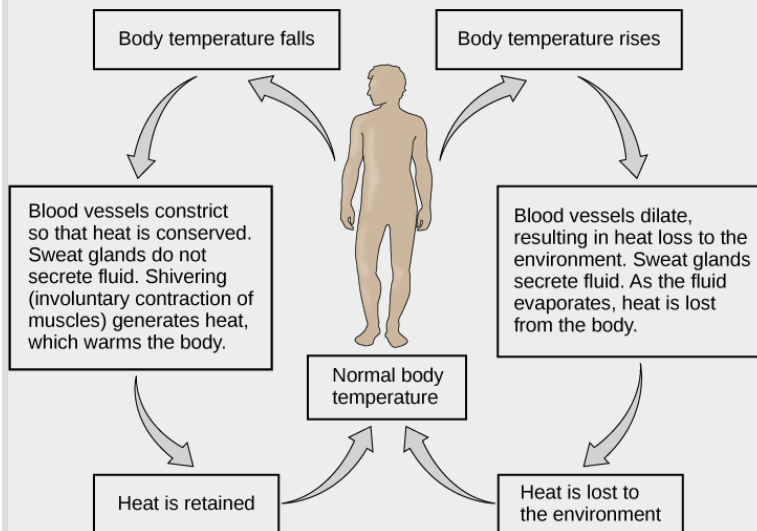 Body temperature falls
Body temperature rises
Blood vessels constrict
so that heat is conserved.
Sweat glands do not
secrete fluid. Shivering
(involuntary contraction of
muscles) generates heat,
which warms the body.
Blood vessels dilate,
resulting in heat loss to the
environment. Sweat glands
secrete fluid. As the fluid
evaporates, heat is lost
from the body.
Normal body
temperature
Heat is retained
Heat is lost to
the environment